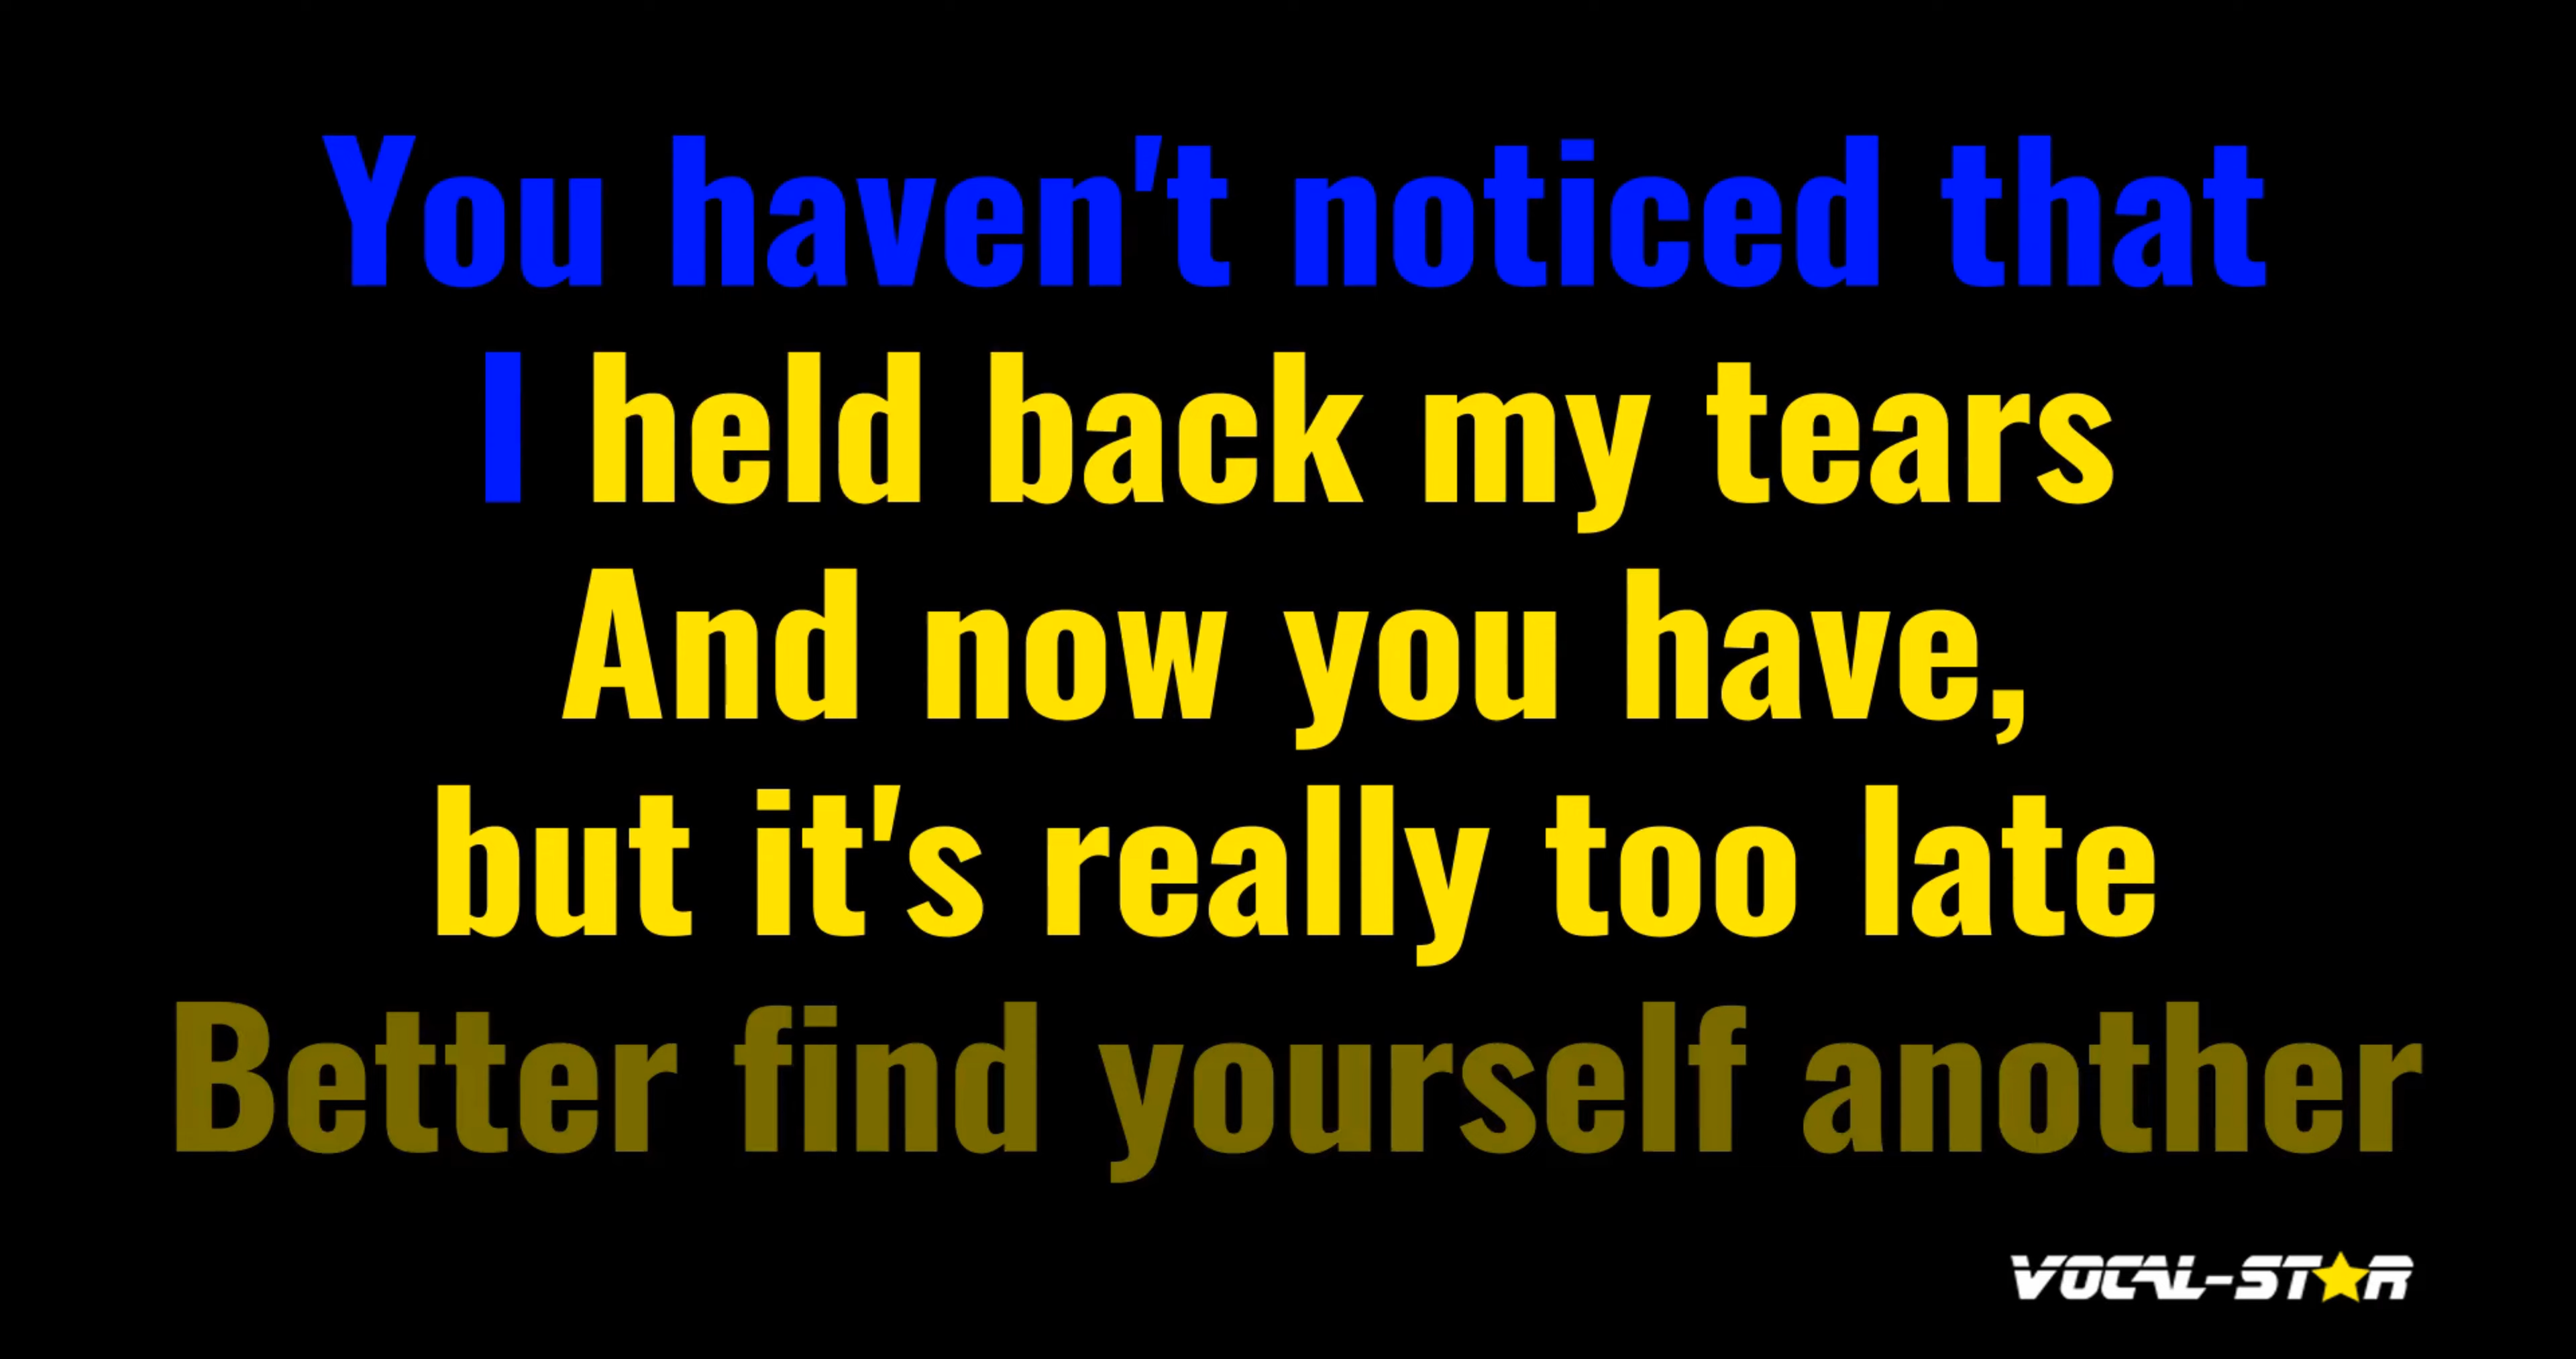 You haven't noticed that
I held back my tears
And now you have,
but it's really too late
Better find yourself another
VOCAL-STAR